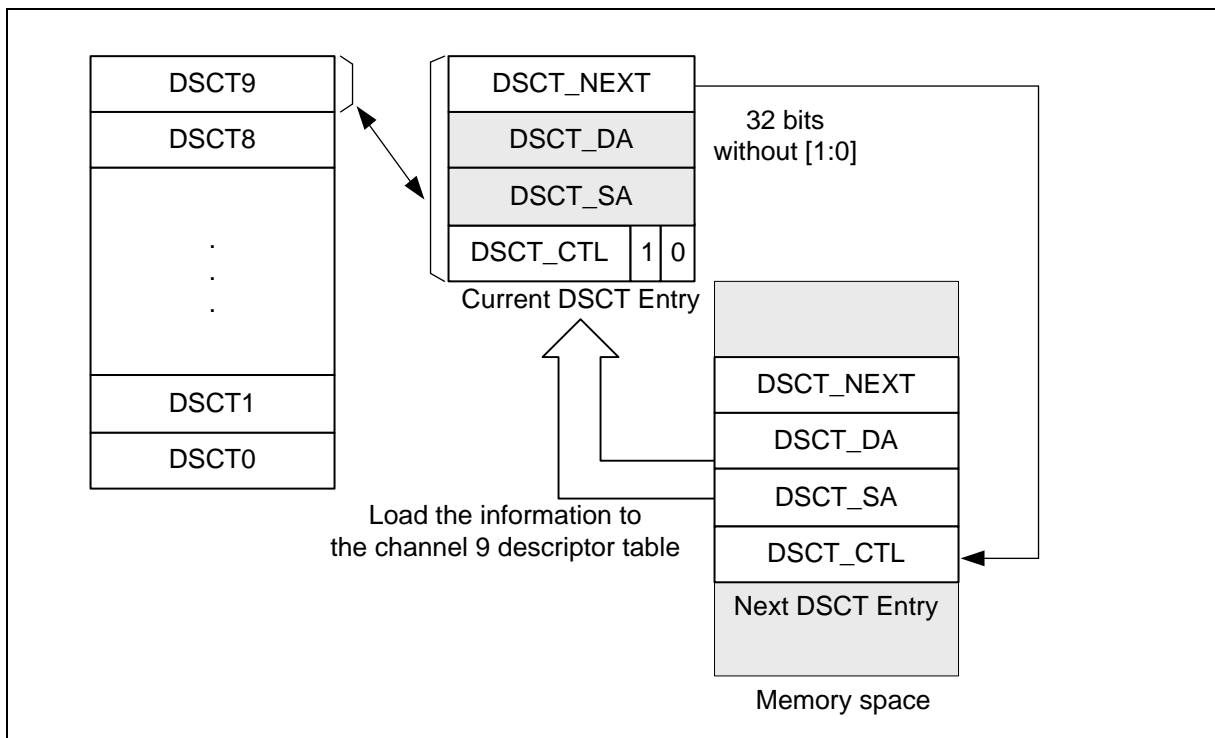 DSCT9
DSCT8
.
.
.
DSCT1
DSCT0
DSCT_NEXT
DSCT_DA
DSCT_SA
DSCT_CTL 1 0
Current DSCT Entry
32 bits
without [1:0]
Load the information to
the channel 9 descriptor table
DSCT_NEXT
DSCT_DA
DSCT_SA
DSCT_CTL
Next DSCT Entry
Memory space